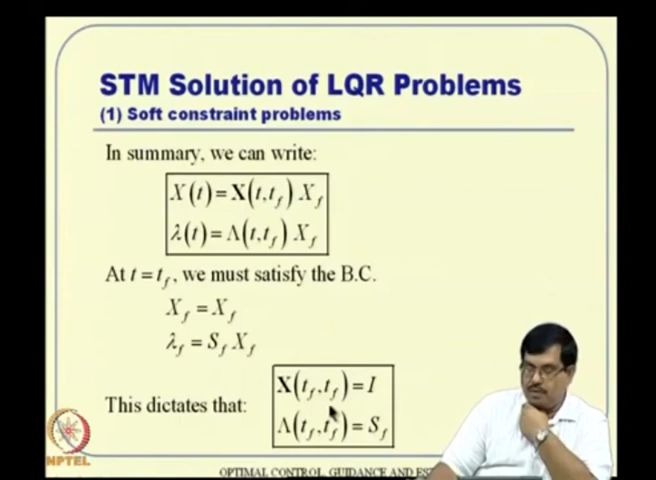 STM Solution of LQR Problems
(1) Soft constraint problems
In summary, we can write:
X(t) = X(t, t_f) X_f
λ(t) = Λ(t, t_f) X_f
At t = t_f, we must satisfy the B.C.
X_f = X_f
λ_f = S_f X_f
This dictates that:
X(t_f, t_f) = I
Λ(t_f, t_f) = S_f
NPTEL
OPTIMAL CONTROL, GUIDANCE AND